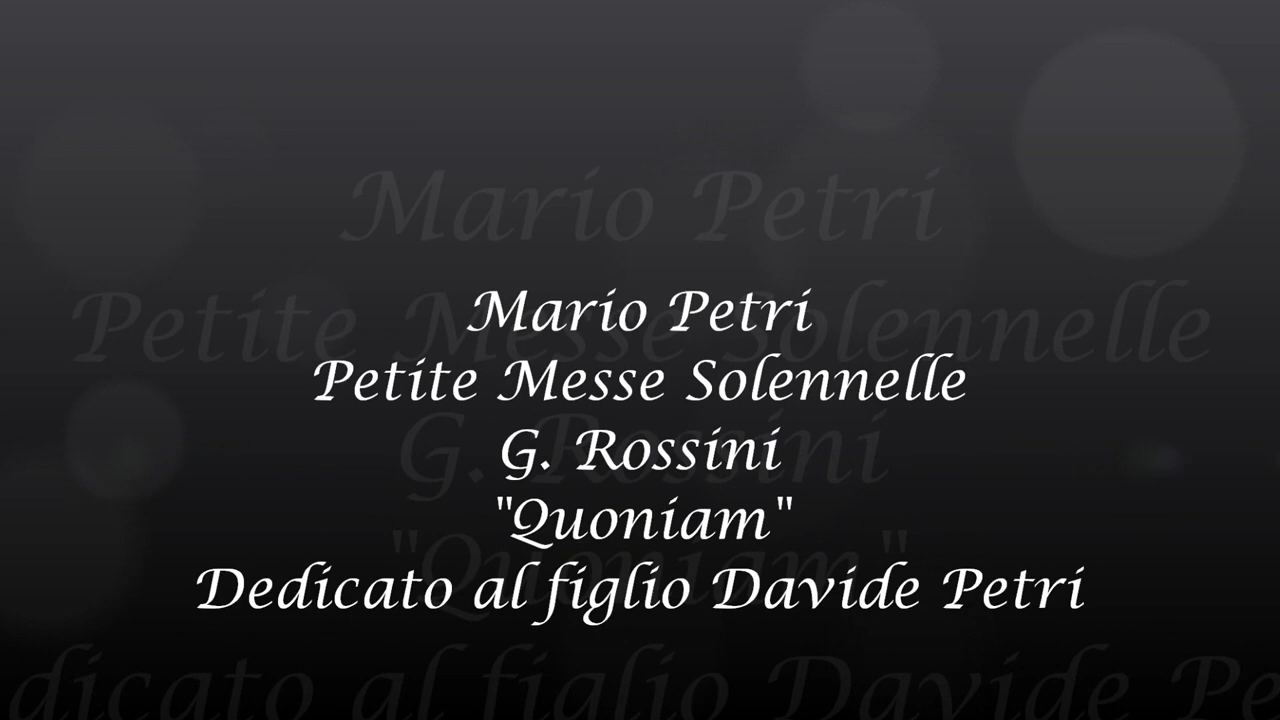 Mario Petri
Petite Messe Solennelle
G. Rossini
"Quoniam"
Dedicato al figlio Davide Petri